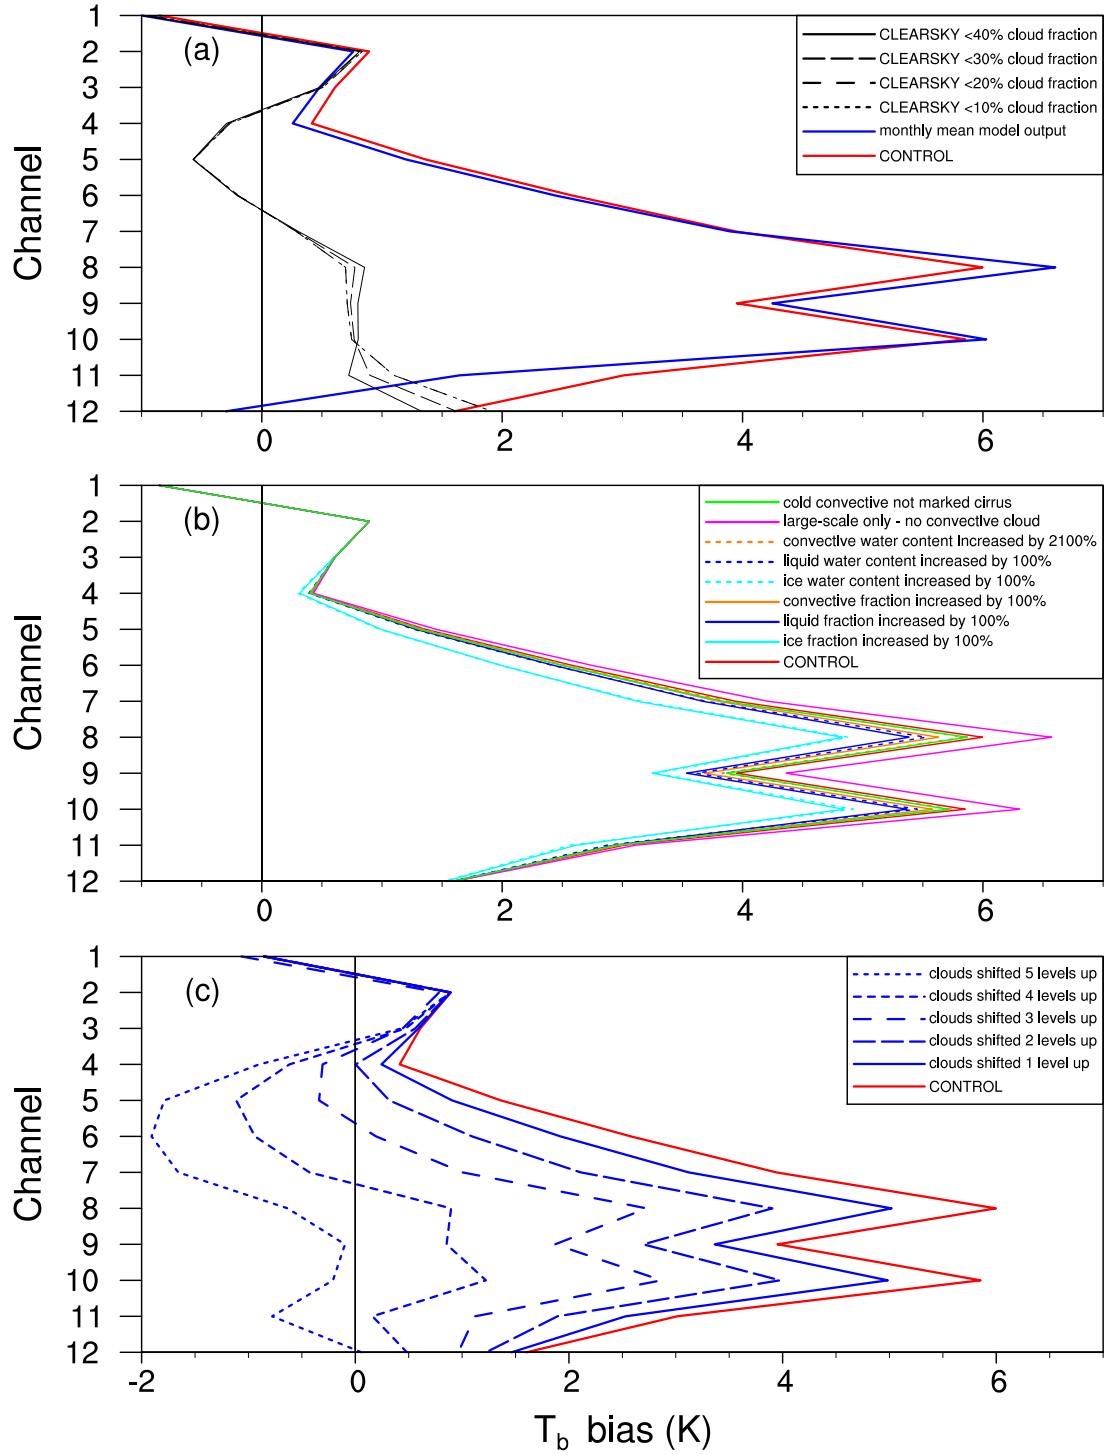 (a)
Channel
1
2
3
4
5
6
7
8
9
10
11
12
CLEARSKY <40% cloud fraction
CLEARSKY <30% cloud fraction
CLEARSKY <20% cloud fraction
CLEARSKY <10% cloud fraction
monthly mean model output
CONTROL
0 2 4 6
(b)
Channel
1
2
3
4
5
6
7
8
9
10
11
12
cold convective not marked cirrus
large-scale only - no convective cloud
convective water content increased by 2100%
liquid water content increased by 100%
ice water content increased by 100%
convective fraction increased by 100%
liquid fraction increased by 100%
ice fraction increased by 100%
CONTROL
0 2 4 6
(c)
Channel
1
2
3
4
5
6
7
8
9
10
11
12
clouds shifted 5 levels up
clouds shifted 4 levels up
clouds shifted 3 levels up
clouds shifted 2 levels up
clouds shifted 1 level up
CONTROL
-2 0 2 4 6
T_b bias (K)